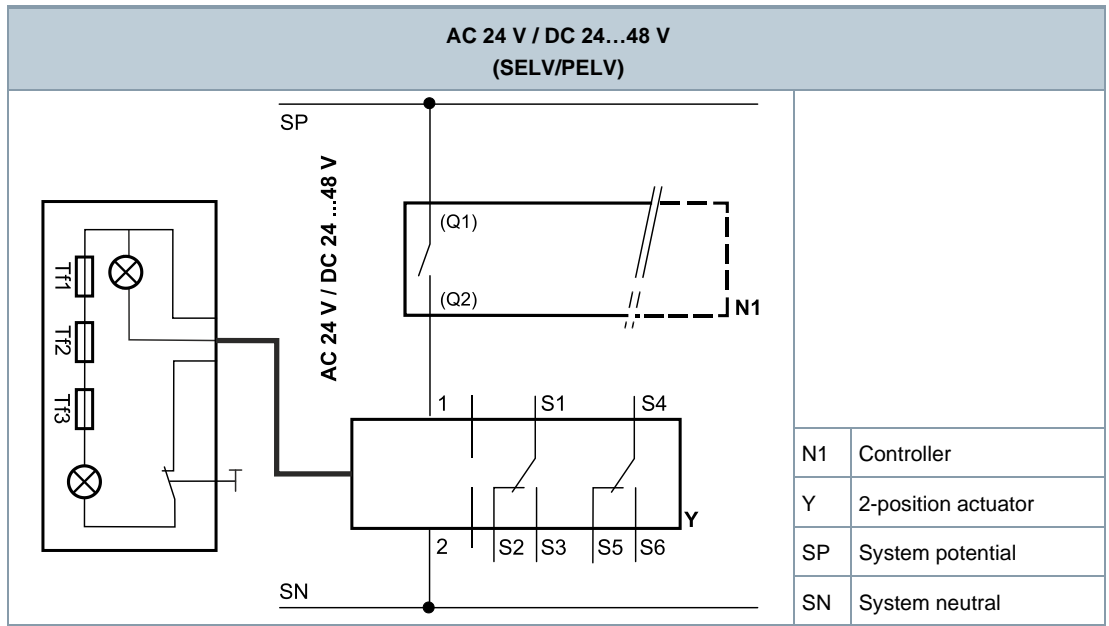 AC 24 V / DC 24…48 V
(SELV/PELV)
SP
AC 24 V / DC 24 ...48 V
(Q1)
(Q2)
N1
Tf1
Tf2
Tf3
1
S1
S4
Y
2
S2
S3
S5
S6
SN
N1 Controller
Y 2-position actuator
SP System potential
SN System neutral